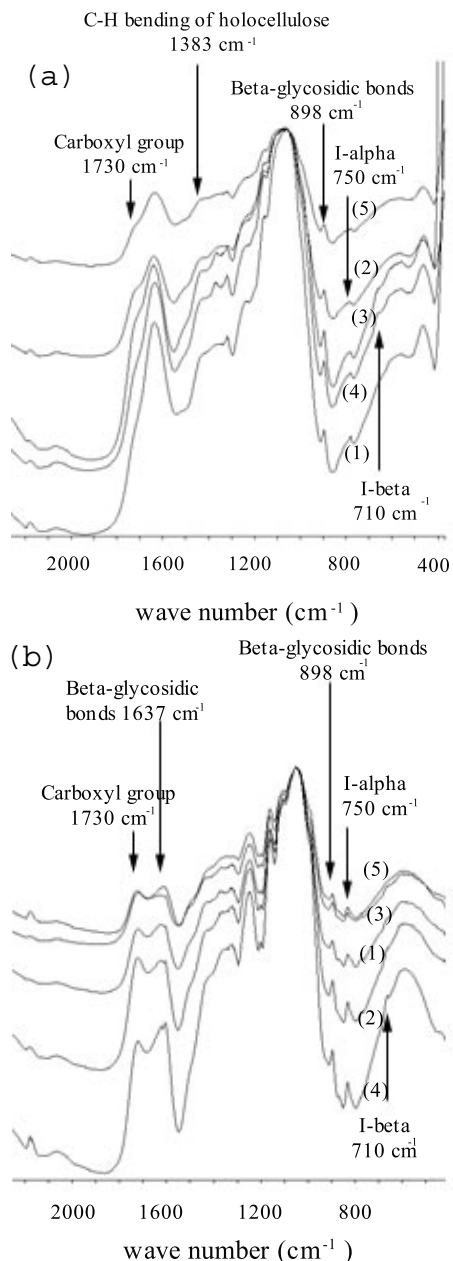 C-H bending of holocellulose
1383 cm-1
(a)
Beta-glycosidic bonds
898 cm-1
Carboxyl group
1730 cm-1
I-alpha
750 cm-1
(5)
(2)
(3)
(4)
(1)
I-beta
710 cm-1
2000 1600 1200 800 400
wave number (cm-1 )
(b)
Beta-glycosidic bonds
898 cm-1
Beta-glycosidic
bonds 1637 cm-1
I-alpha
750 cm-1
Carboxyl group
1730 cm-1
(5)
(3)
(1)
(2)
(4)
I-beta
710 cm-1
2000 1600 1200 800
wave number (cm-1 )